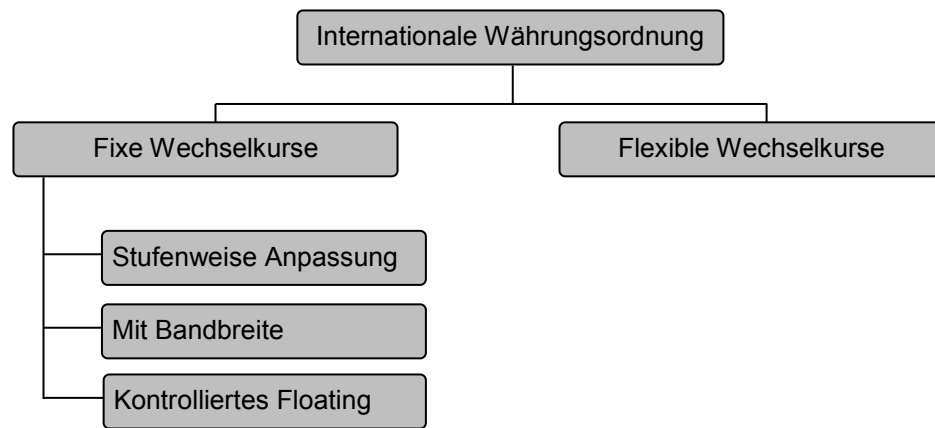 Internationale Währungsordnung
Fixe Wechselkurse
Flexible Wechselkurse
Stufenweise Anpassung
Mit Bandbreite
Kontrolliertes Floating